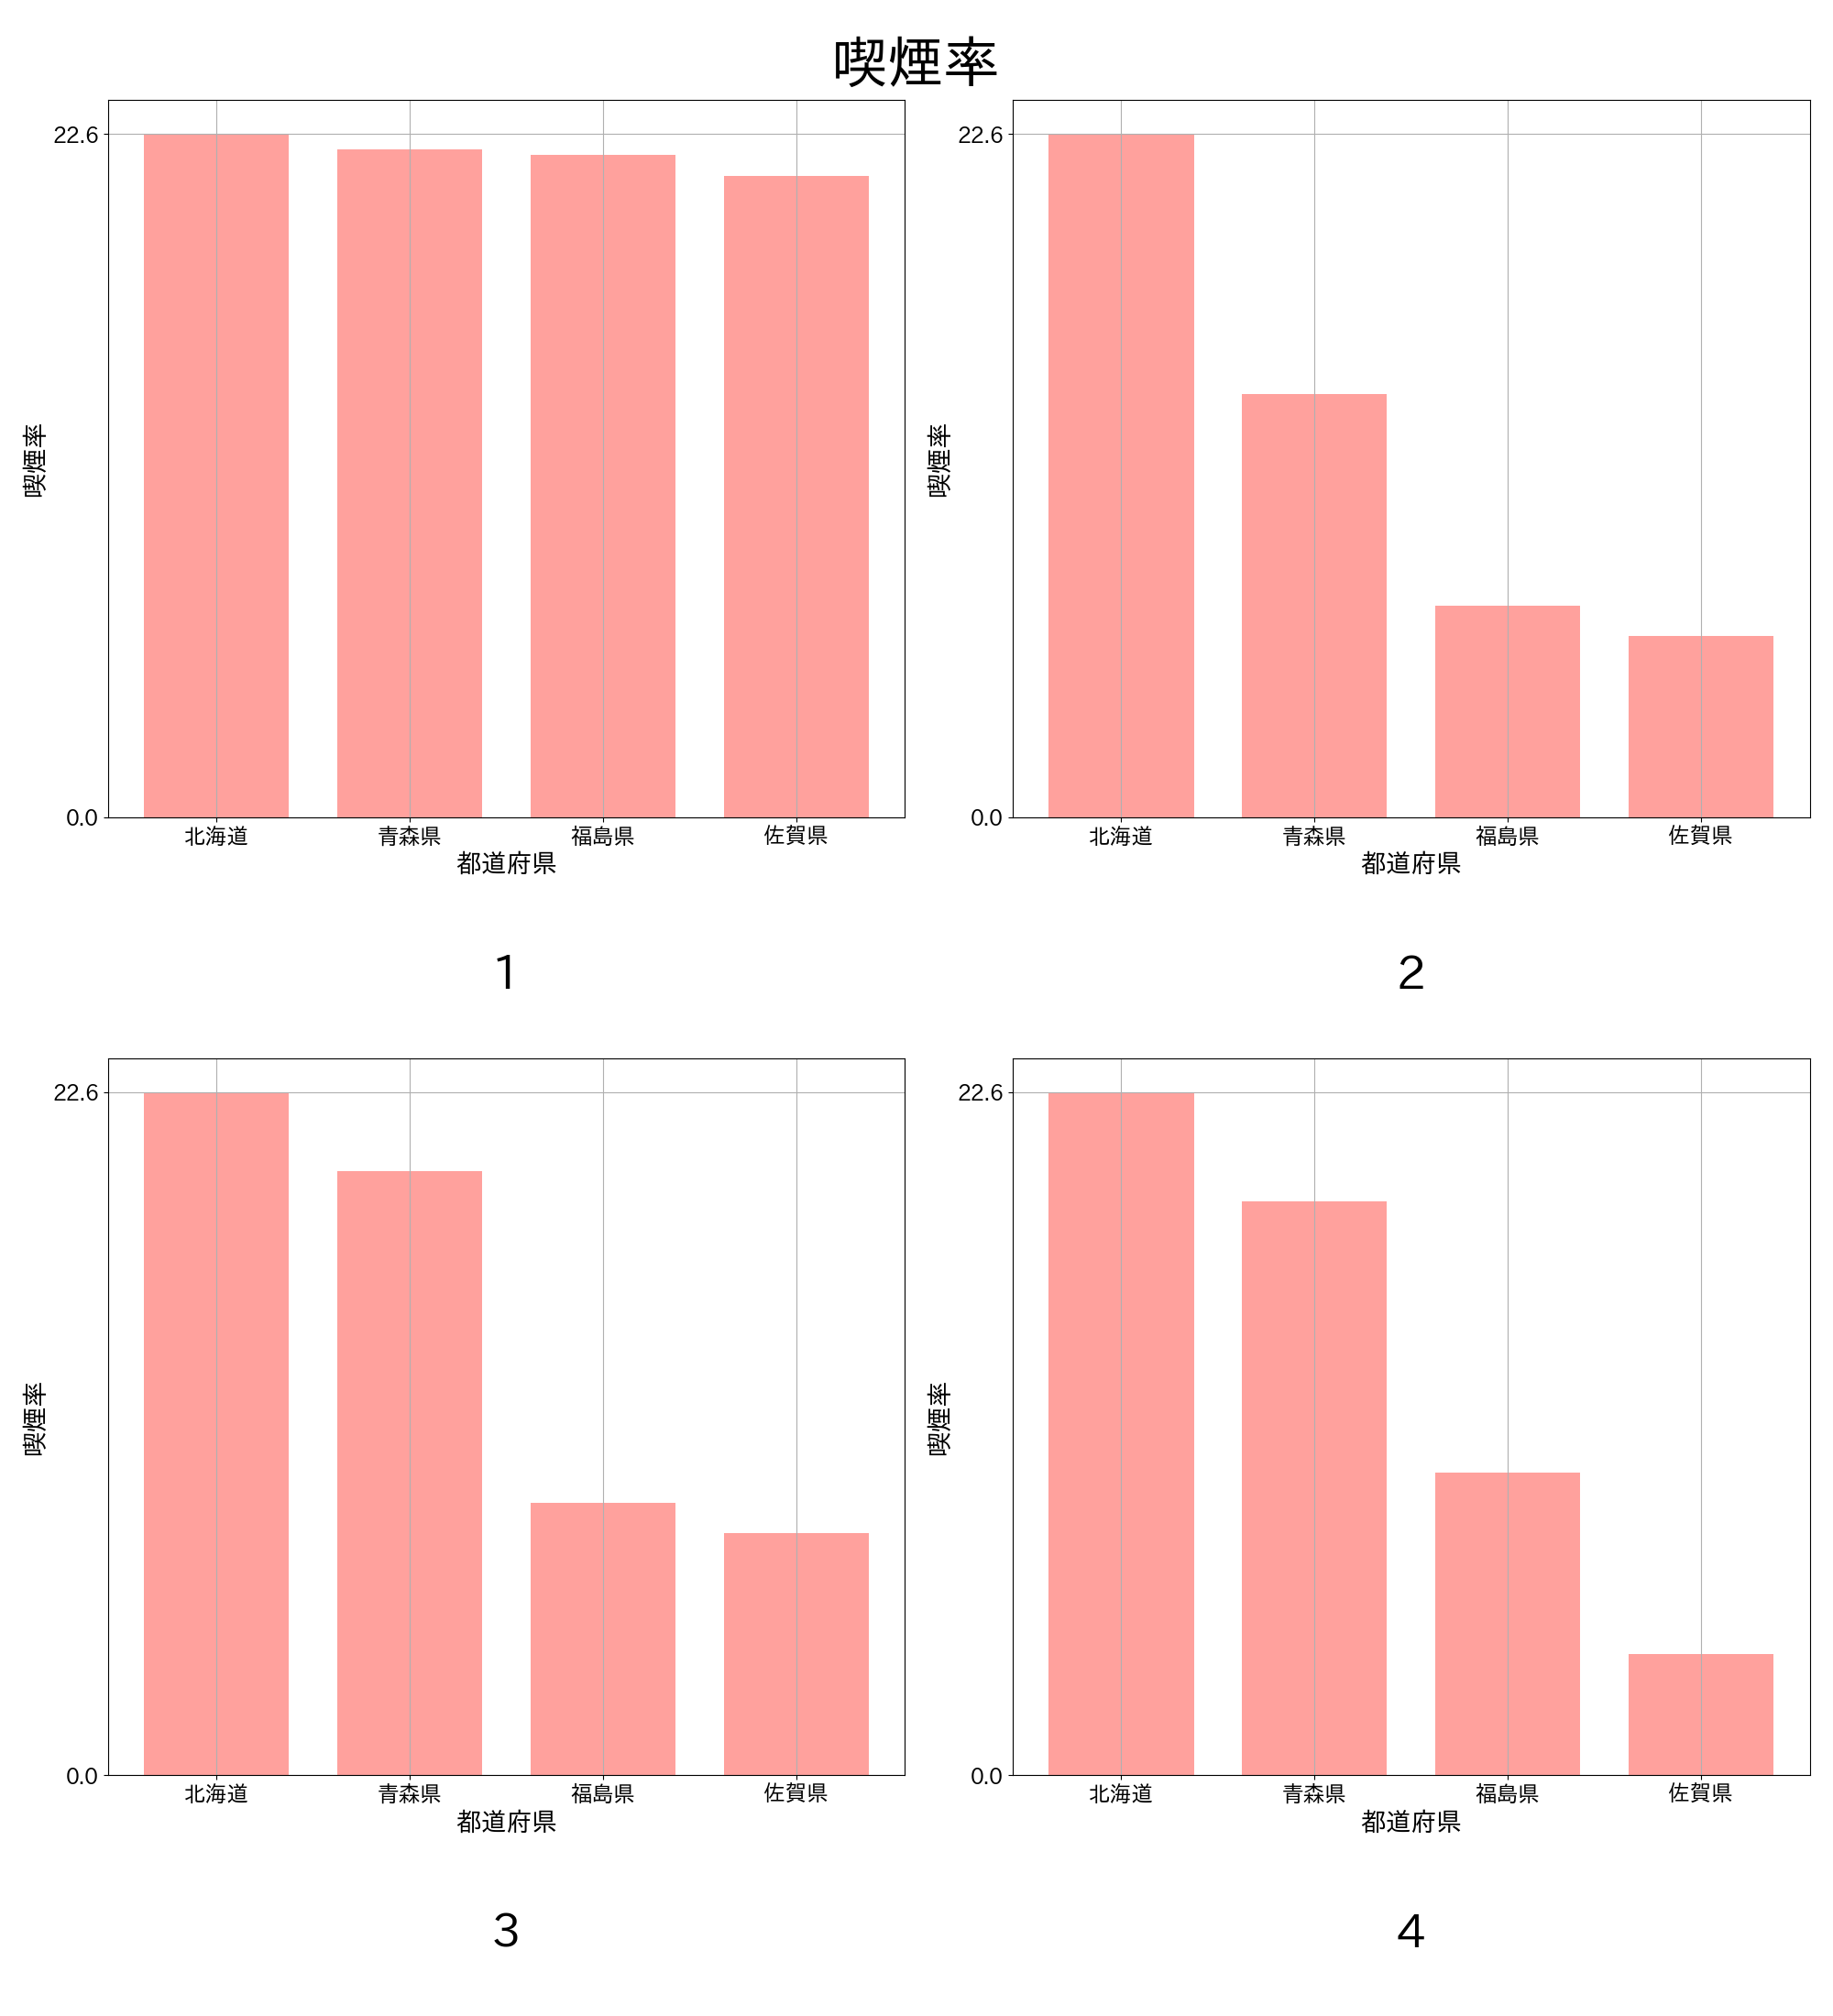 喫煙率
22.6
0.0
喫煙率
北海道 青森県 福島県 佐賀県
都道府県
1
22.6
0.0
喫煙率
北海道 青森県 福島県 佐賀県
都道府県
2
22.6
0.0
喫煙率
北海道 青森県 福島県 佐賀県
都道府県
3
22.6
0.0
喫煙率
北海道 青森県 福島県 佐賀県
都道府県
4